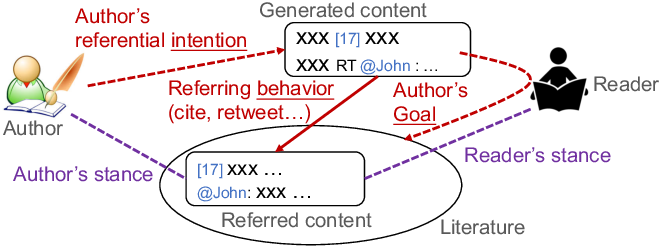 Generated content
Author's
referential intention
XXX [17] XXX
XXX RT @John : …
Referring behavior
(cite, retweet…)
Author's
Goal
Author
Reader
Author's stance
Reader's stance
[17] XXX …
@John: XXX …
Referred content
Literature